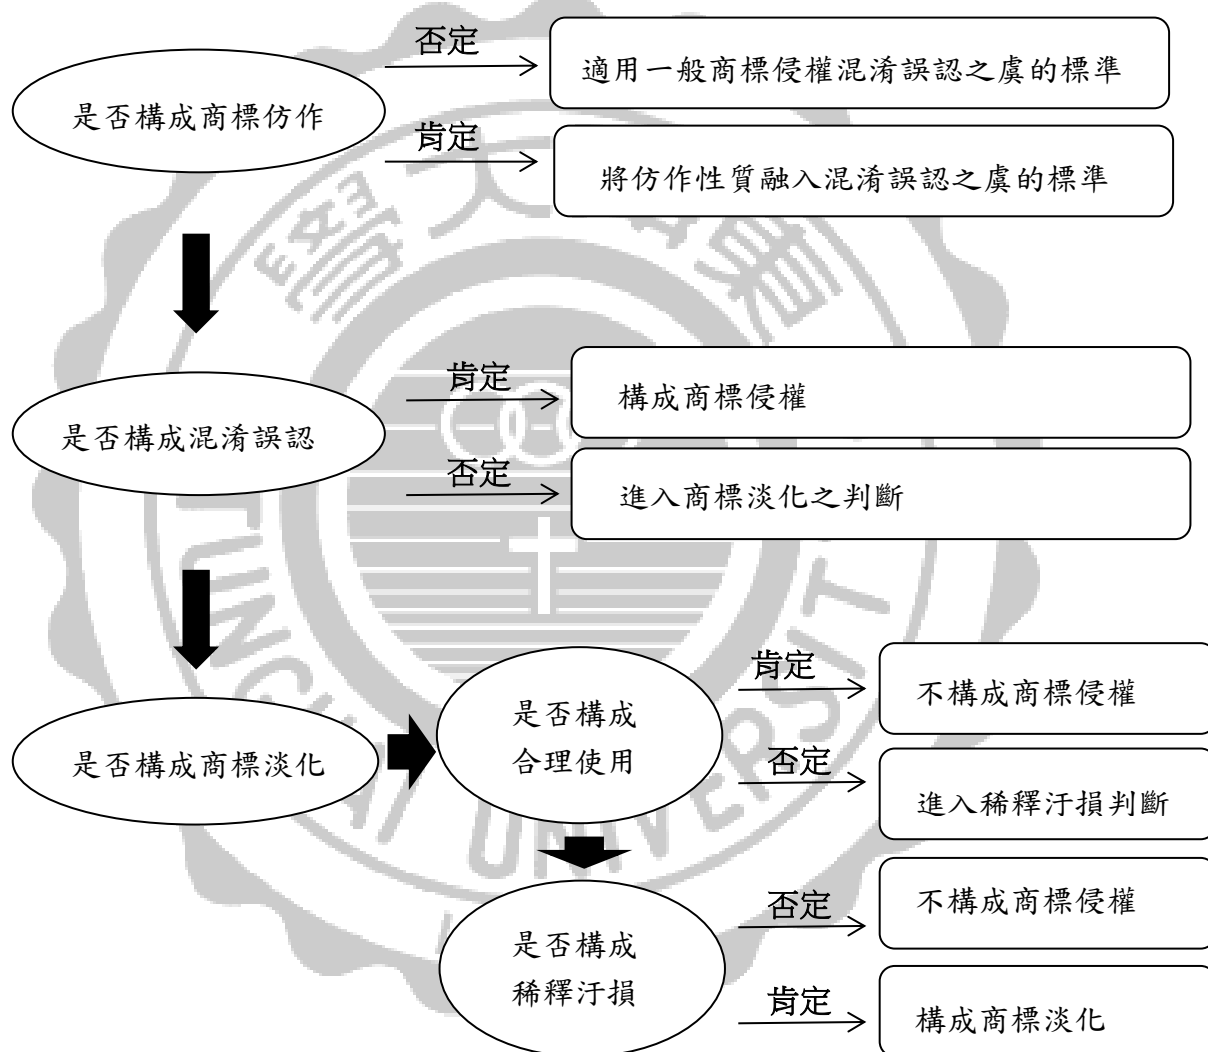 否定
適用一般商標侵權混淆誤認之虞的標準
是否構成商標仿作
肯定
將仿作性質融入混淆誤認之虞的標準
肯定
構成商標侵權
是否構成混淆誤認
否定
進入商標淡化之判斷
肯定
不構成商標侵權
是否構成
合理使用
是否構成商標淡化
否定
進入稀釋汙損判斷
否定
不構成商標侵權
是否構成
稀釋汙損
肯定
構成商標淡化
UNIVERSIT